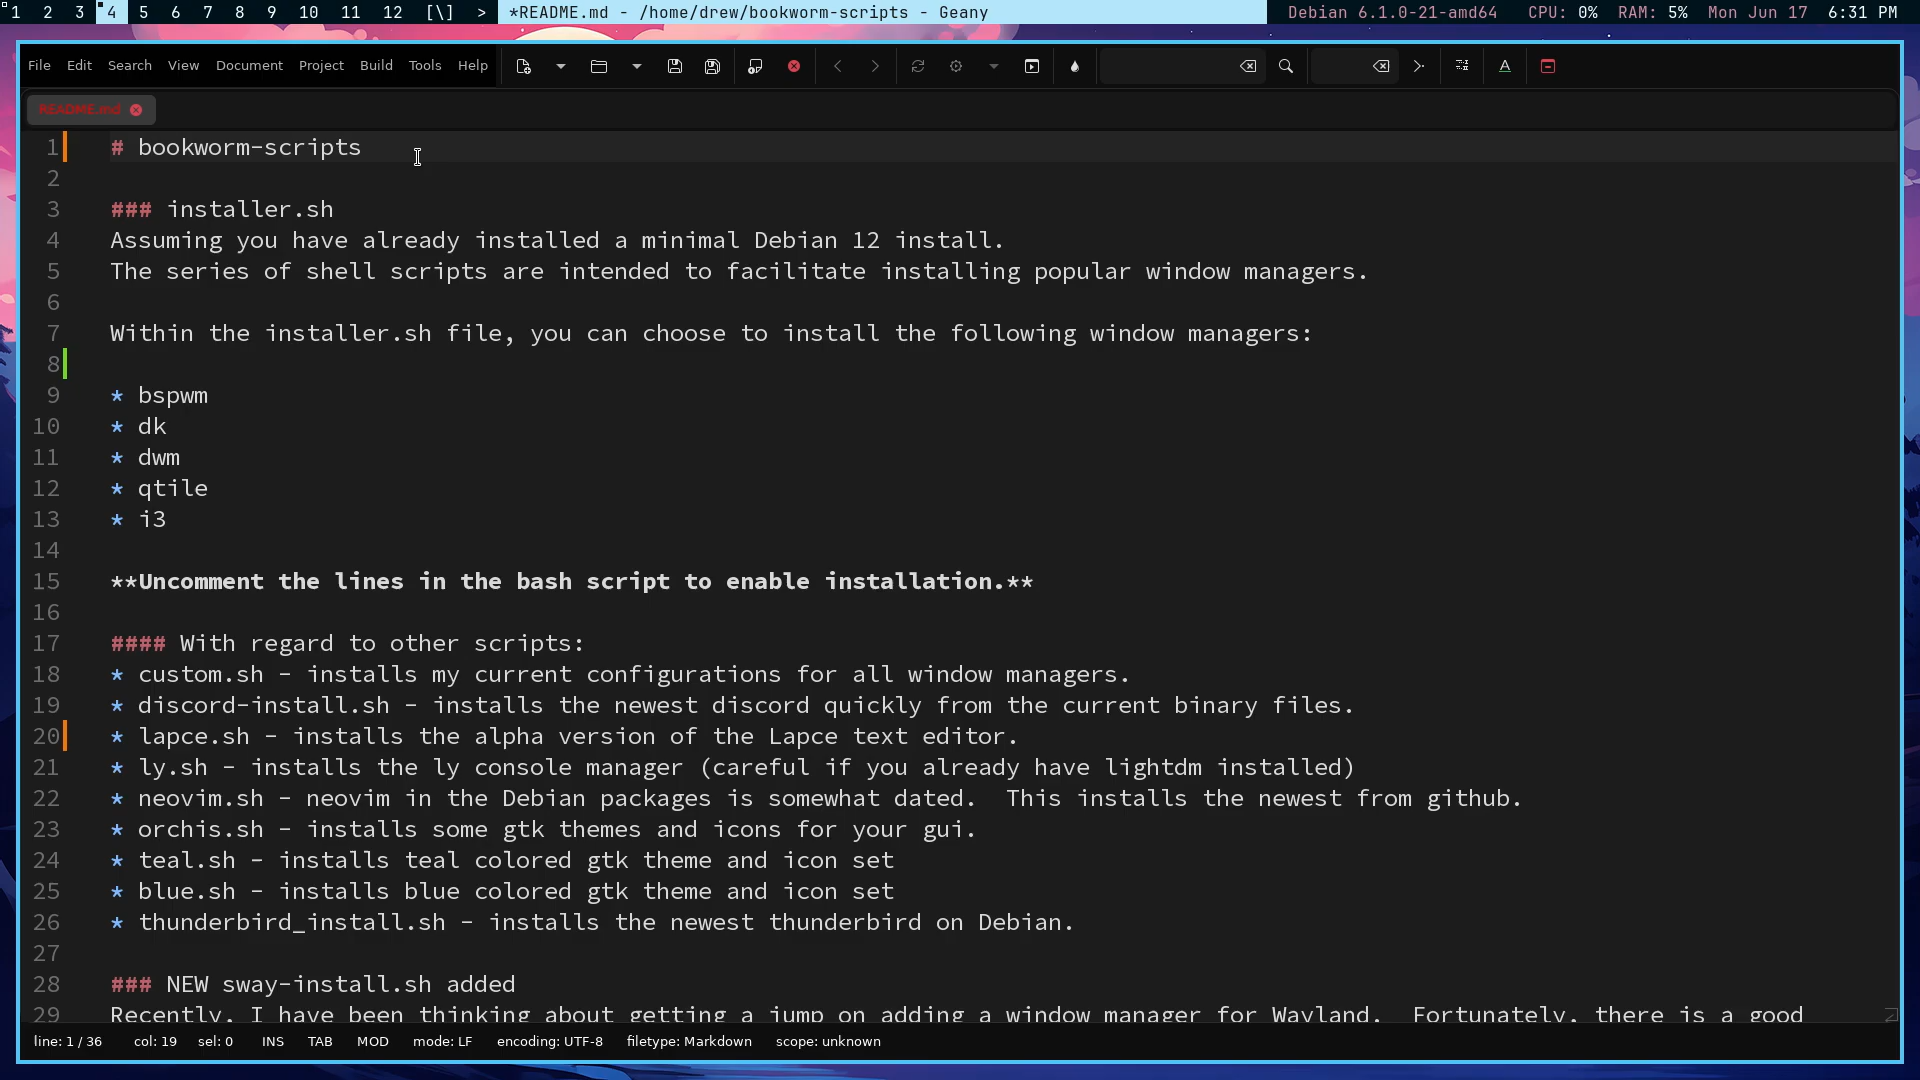 1 2 3 4 5 6 7 8 9 10 11 12 [\] > *README.md - /home/drew/bookworm-scripts - Geany Debian 6.1.0-21-amd64 CPU: 0% RAM: 5% Mon Jun 17 6:31 PM
File Edit Search View Document Project Build Tools Help
README.md
1 # bookworm-scripts
2
3 ### installer.sh
4 Assuming you have already installed a minimal Debian 12 install.
5 The series of shell scripts are intended to facilitate installing popular window managers.
6
7 Within the installer.sh file, you can choose to install the following window managers:
8
9 * bspwm
10 * dk
11 * dwm
12 * qtile
13 * i3
14
15 **Uncomment the lines in the bash script to enable installation.**
16
17 #### With regard to other scripts:
18 * custom.sh - installs my current configurations for all window managers.
19 * discord-install.sh - installs the newest discord quickly from the current binary files.
20 * lapce.sh - installs the alpha version of the Lapce text editor.
21 * ly.sh - installs the ly console manager (careful if you already have lightdm installed)
22 * neovim.sh - neovim in the Debian packages is somewhat dated.  This installs the newest from github.
23 * orchis.sh - installs some gtk themes and icons for your gui.
24 * teal.sh - installs teal colored gtk theme and icon set
25 * blue.sh - installs blue colored gtk theme and icon set
26 * thunderbird_install.sh - installs the newest thunderbird on Debian.
27
28 ### NEW sway-install.sh added
29 Recently, I have been thinking about getting a jump on adding a window manager for Wayland.  Fortunately, there is a good
line: 1 / 36 col: 19 sel: 0 INS TAB MOD mode: LF encoding: UTF-8 filetype: Markdown scope: unknown